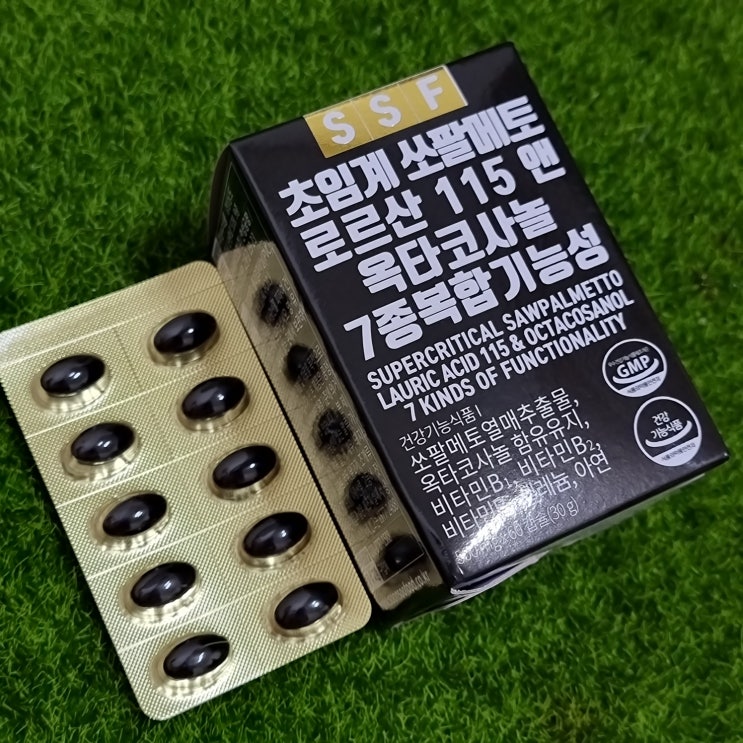 SSF
초임계 쏘팔메토
로르산 115 앤
옥타코사놀
7종복합기능성
SUPERCRITICAL SAWPALMETTO
LAURIC ACID 115 & OCTACOSANOL
7 KINDS OF FUNCTIONALITY
GMP
건강기능식품 |
쏘팔메토열매추출물,
옥타코사놀 함유유지,
비타민B₁, 비타민B₂,
아연
건강
기능식품
(30 g)